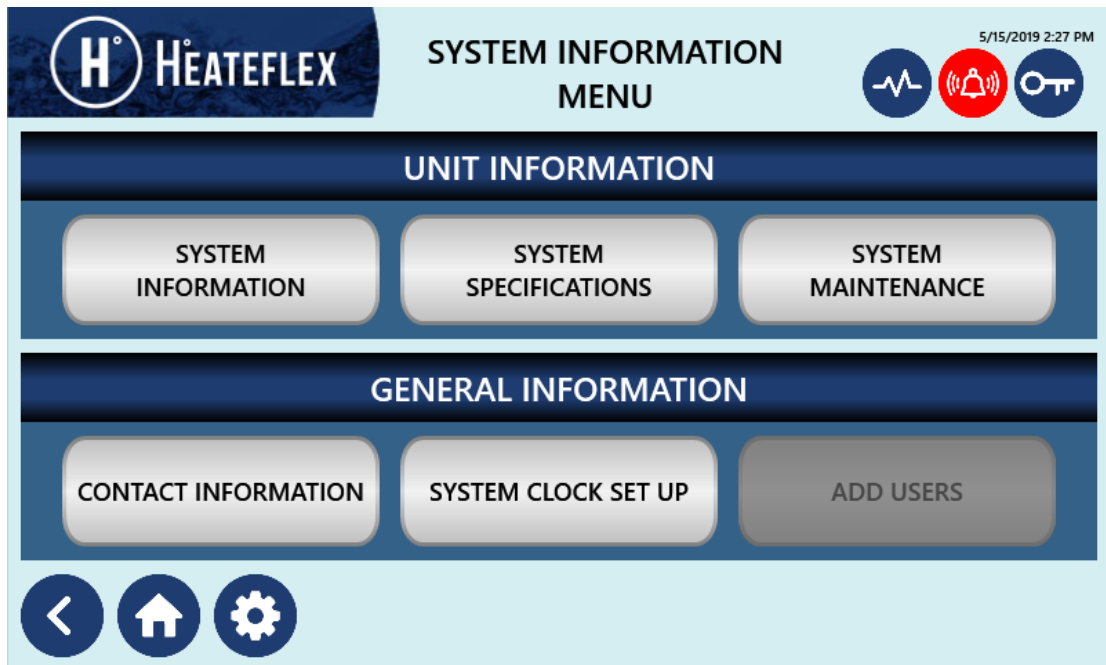 H°
HEATEFLEX
SYSTEM INFORMATION
MENU
5/15/2019 2:27 PM
UNIT INFORMATION
SYSTEM
INFORMATION
SYSTEM
SPECIFICATIONS
SYSTEM
MAINTENANCE
GENERAL INFORMATION
CONTACT INFORMATION
SYSTEM CLOCK SET UP
ADD USERS